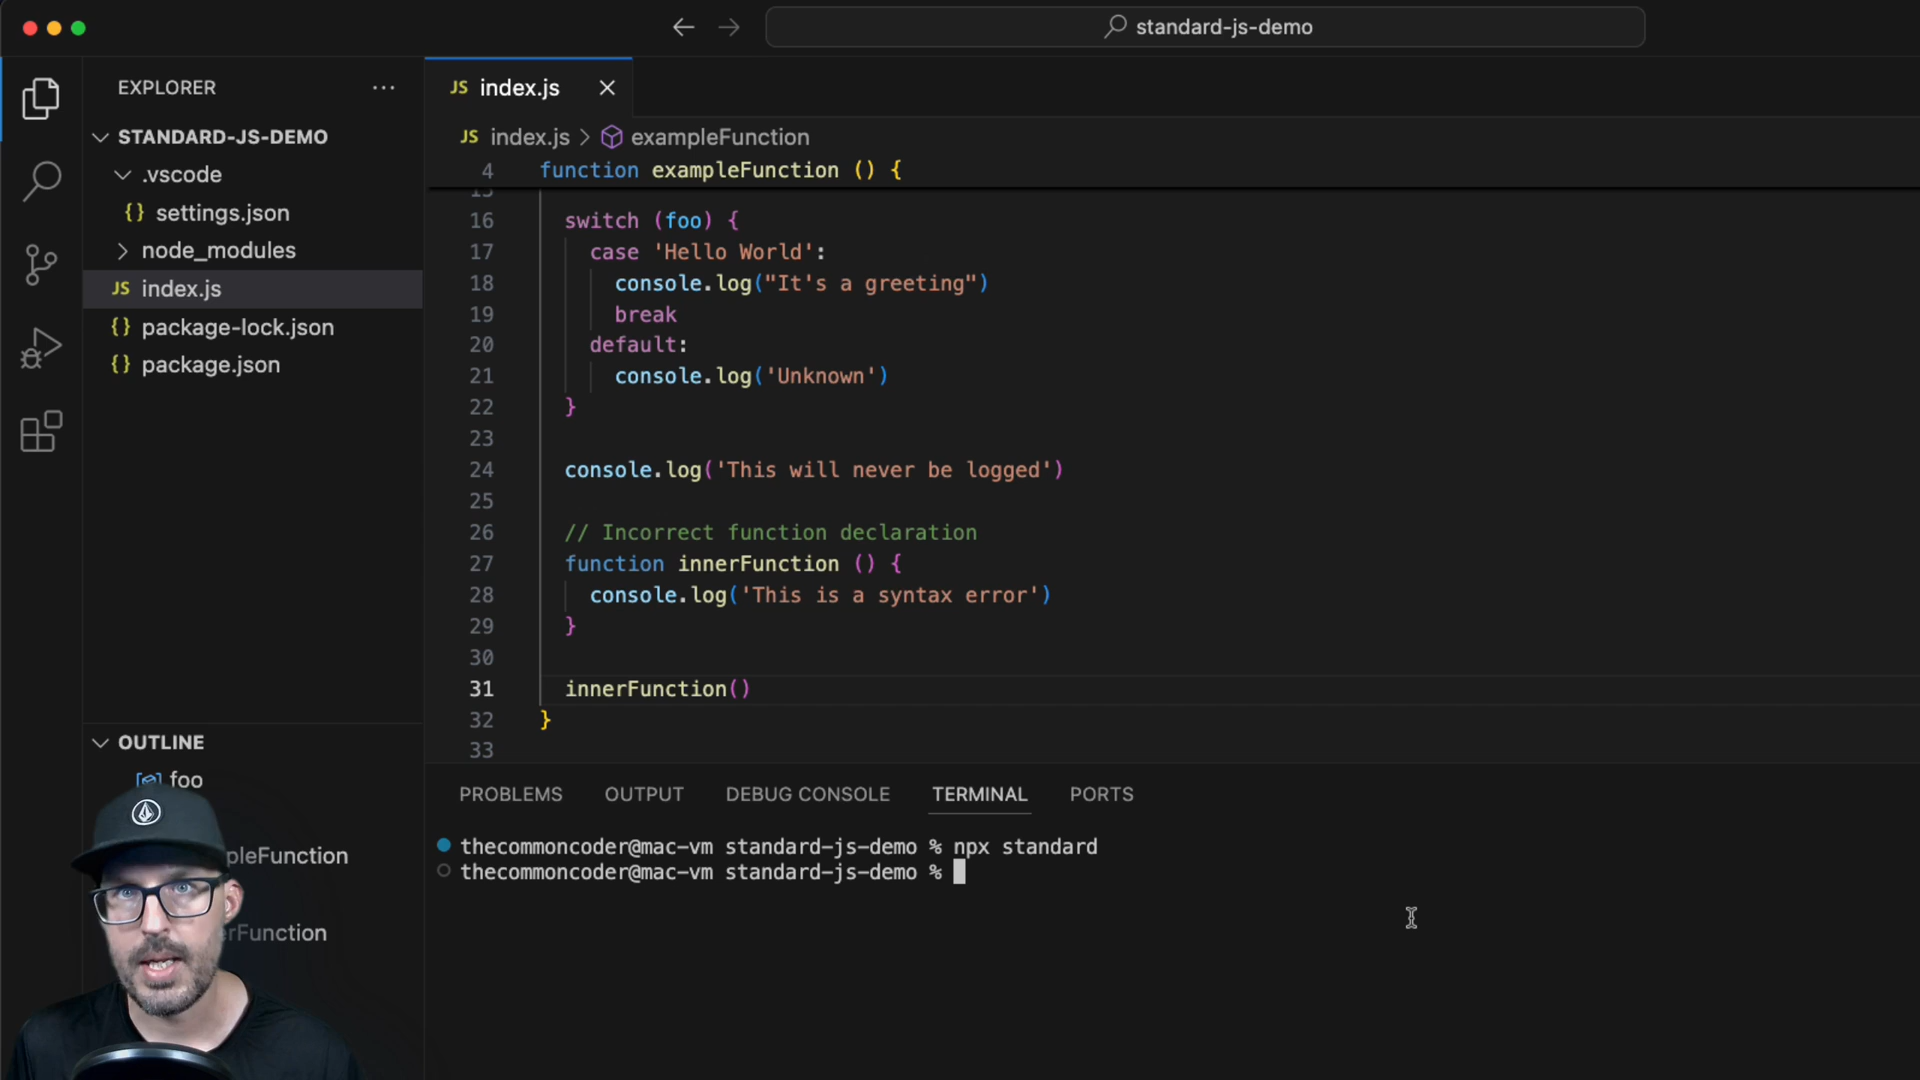 standard-js-demo
EXPLORER
STANDARD-JS-DEMO
.vscode
{} settings.json
node_modules
JS index.js
{} package-lock.json
{} package.json
OUTLINE
foo
pleFunction
erFunction
JS index.js
JS index.js > exampleFunction
4 function exampleFunction () {
15
16 switch (foo) {
17 case 'Hello World':
18 console.log("It's a greeting")
19 break
20 default:
21 console.log('Unknown')
22 }
23
24 console.log('This will never be logged')
25
26 // Incorrect function declaration
27 function innerFunction () {
28 console.log('This is a syntax error')
29 }
30
31 innerFunction()
32 }
33
PROBLEMS OUTPUT DEBUG CONSOLE TERMINAL PORTS
thecommoncoder@mac-vm standard-js-demo % npx standard
thecommoncoder@mac-vm standard-js-demo %